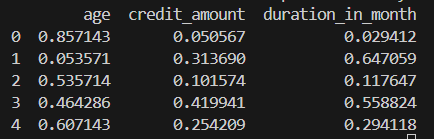 age credit_amount duration_in_month
0 0.857143 0.050567 0.029412
1 0.053571 0.313690 0.647059
2 0.535714 0.101574 0.117647
3 0.464286 0.419941 0.558824
4 0.607143 0.254209 0.294118